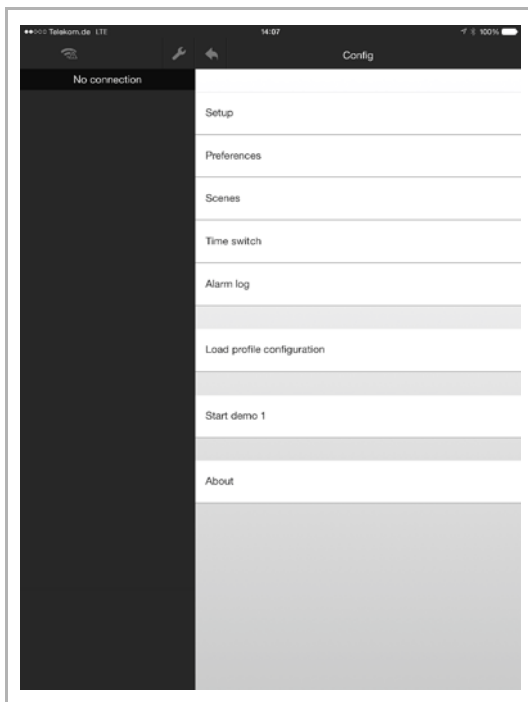 Telekom.de LTE 14:07 100%
Config
No connection
Setup
Preferences
Scenes
Time switch
Alarm log
Load profile configuration
Start demo 1
About